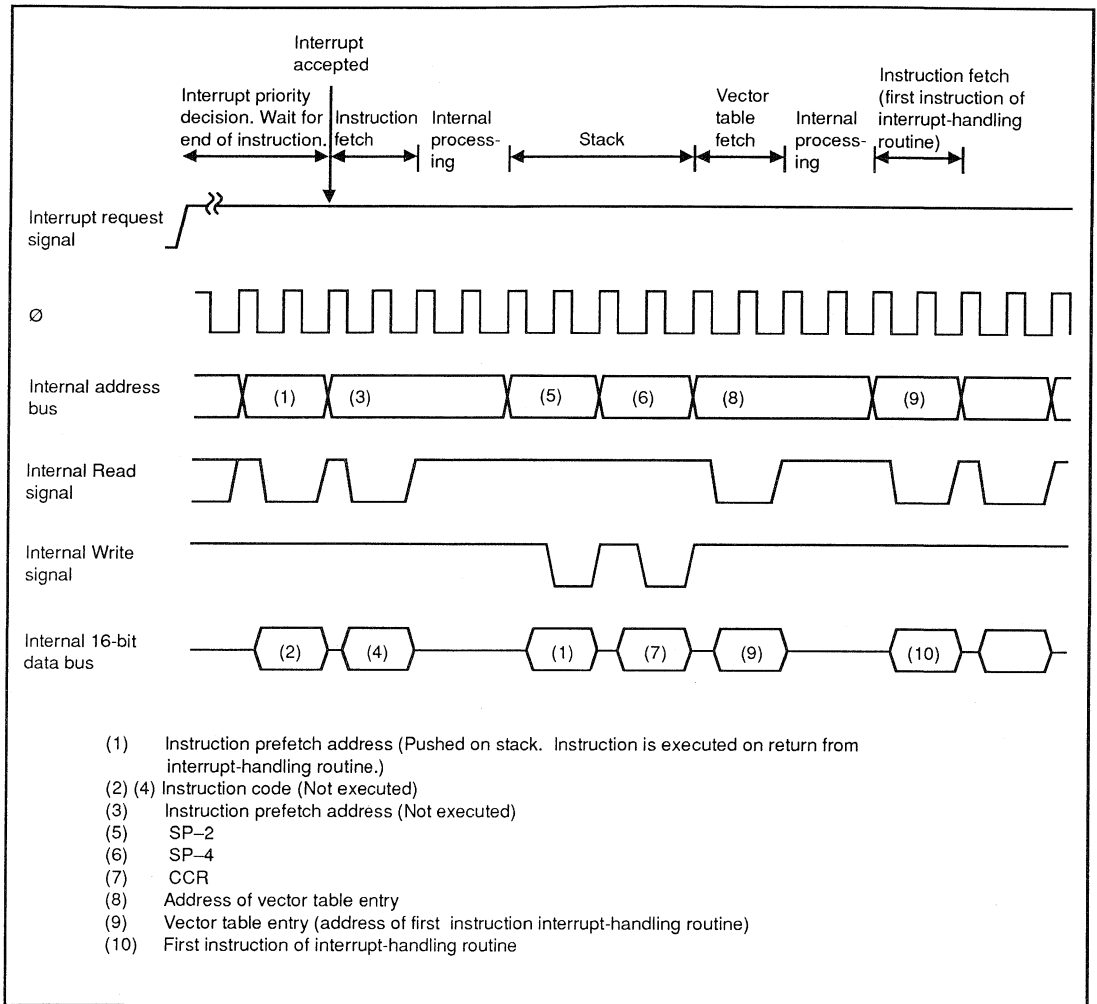 Interrupt
accepted
Interrupt priority
decision. Wait for
end of instruction.
Instruction
fetch
Internal
process-
ing
Stack
Vector
table
fetch
Internal
process-
ing
Instruction fetch
(first instruction of
interrupt-handling
routine)
Interrupt request
signal
Ø
Internal address
bus
(1) (3) (5) (6) (8) (9)
Internal Read
signal
Internal Write
signal
Internal 16-bit
data bus
(2) (4) (1) (7) (9) (10)
(1) Instruction prefetch address (Pushed on stack. Instruction is executed on return from
interrupt-handling routine.)
(2) (4) Instruction code (Not executed)
(3) Instruction prefetch address (Not executed)
(5) SP–2
(6) SP–4
(7) CCR
(8) Address of vector table entry
(9) Vector table entry (address of first instruction interrupt-handling routine)
(10) First instruction of interrupt-handling routine